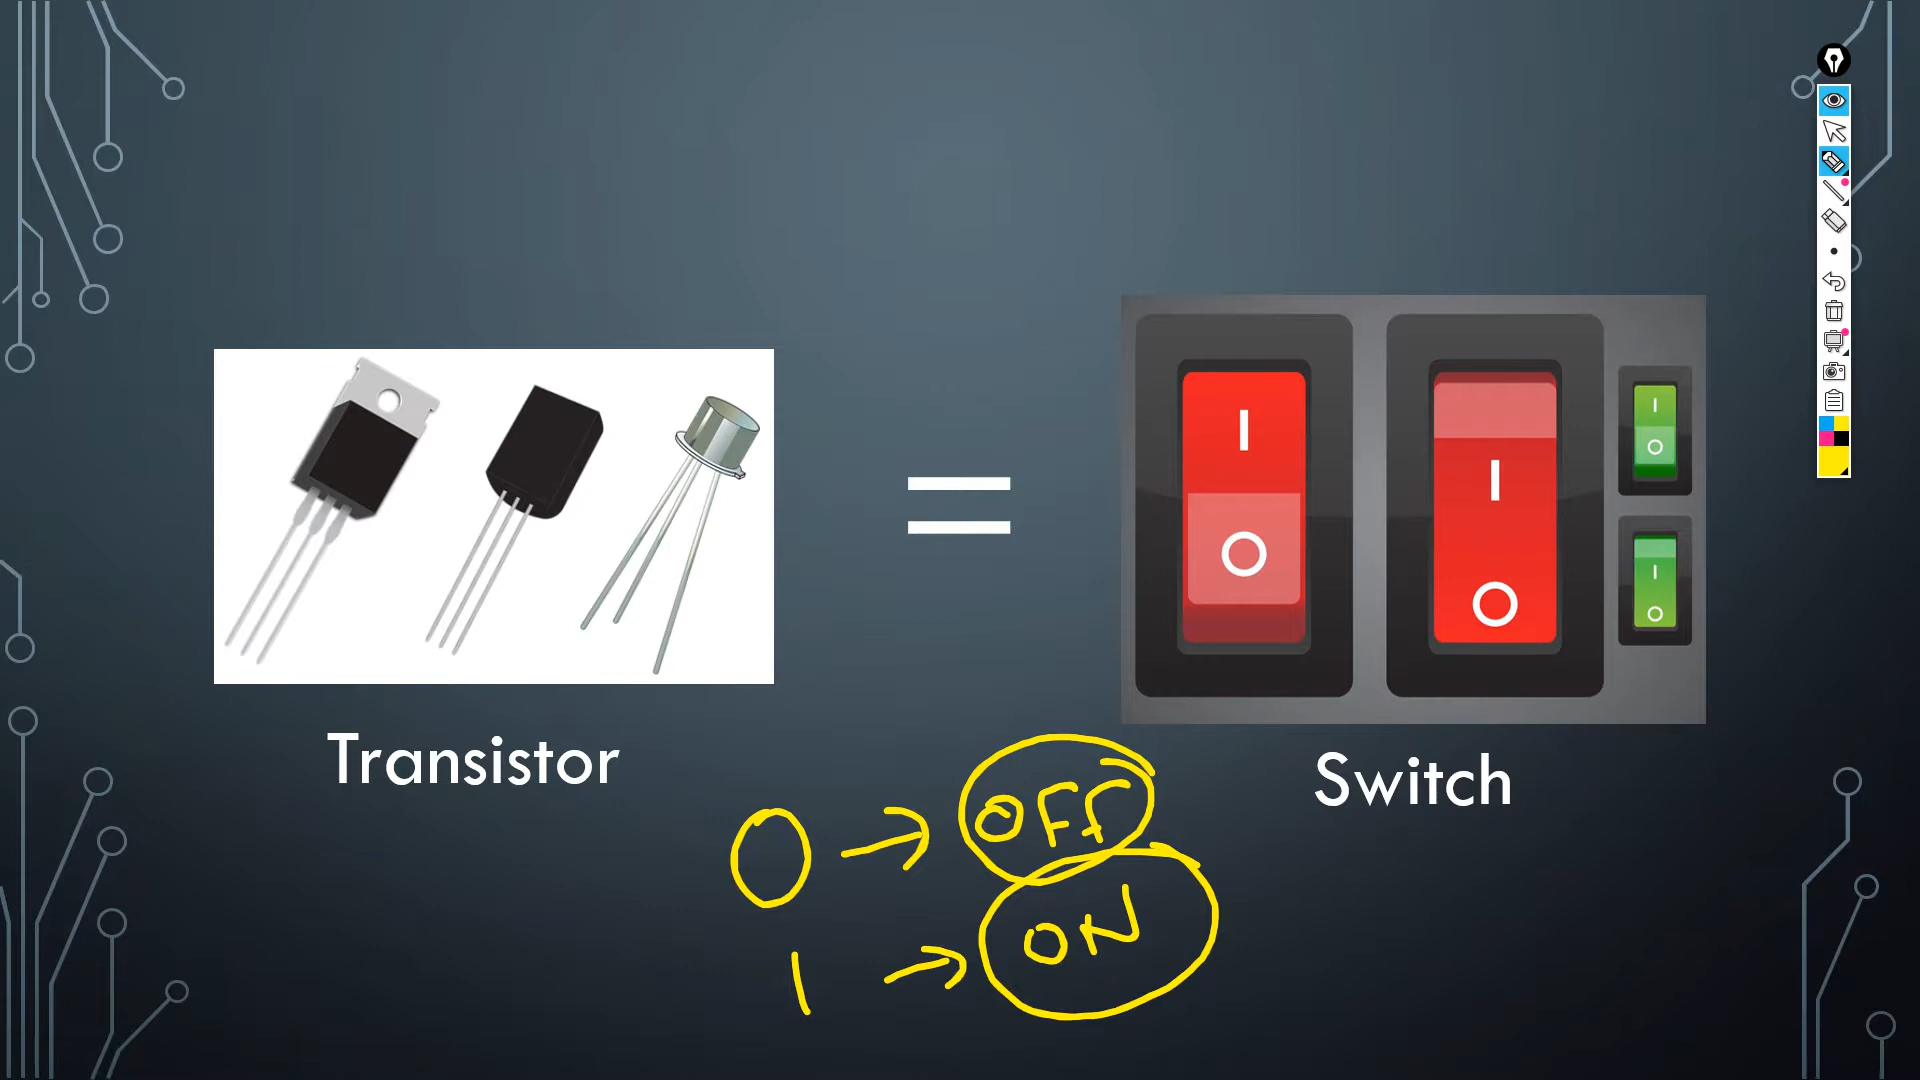 I
O
I
O
I
O
I
O
=
Transistor
Switch
0 → OFF
1 → ON